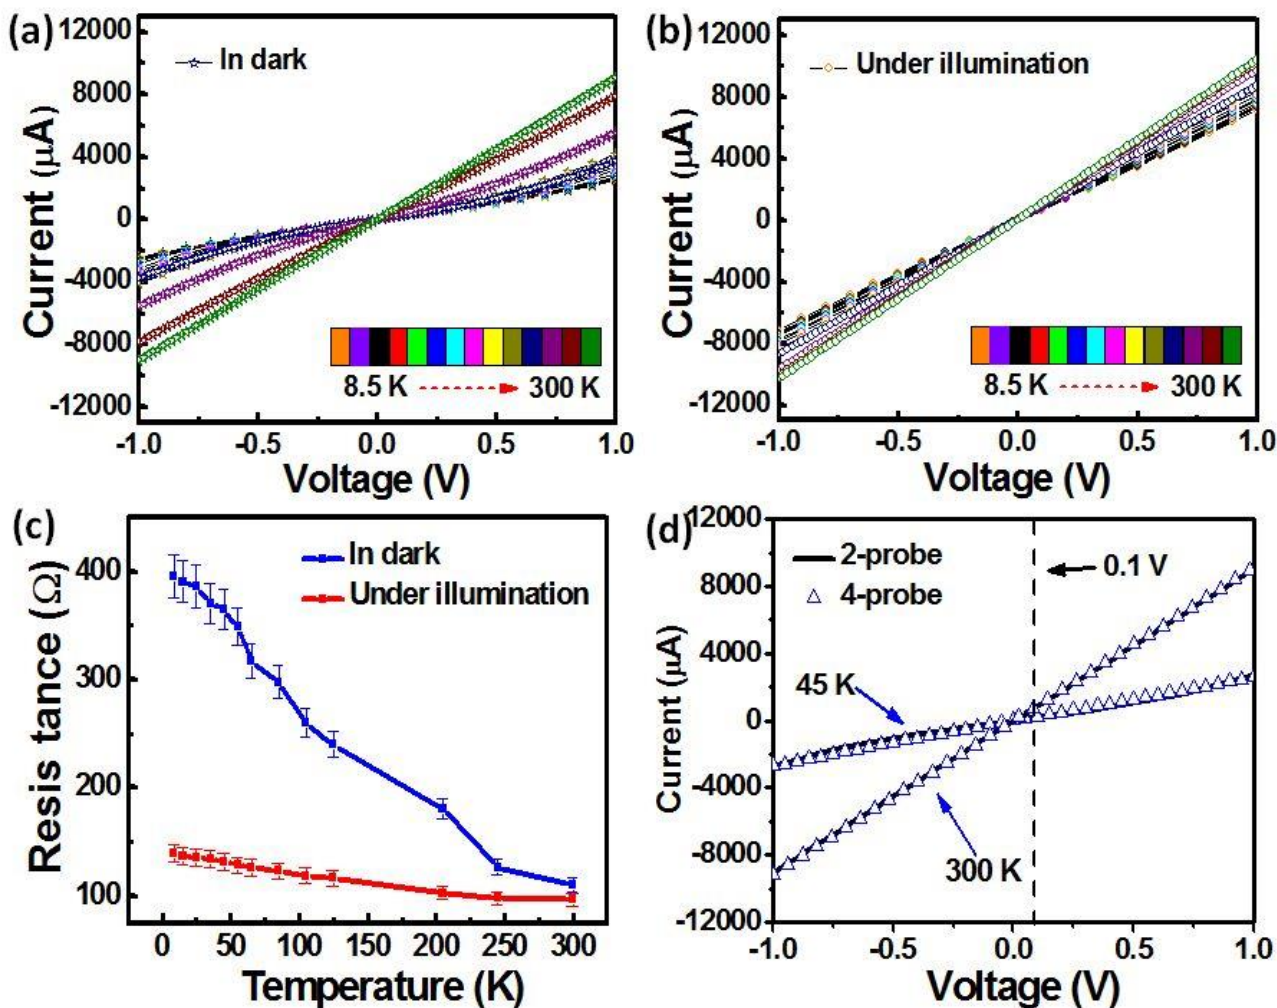 (a)
In dark
12000
8000
4000
0
-4000
-8000
-12000
Current (μA)
8.5 K
300 K
-1.0
-0.5
0.0
0.5
1.0
Voltage (V)
(b)
Under illumination
12000
8000
4000
0
-4000
-8000
-12000
Current (μA)
8.5 K
300 K
-1.0
-0.5
0.0
0.5
1.0
Voltage (V)
(c)
In dark
Under illumination
400
300
200
100
Resis tance (Ω)
0
50
100
150
200
250
300
Temperature (K)
(d)
2-probe
4-probe
0.1 V
45 K
300 K
12000
8000
4000
0
-4000
-8000
-12000
Current (μA)
-1.0
-0.5
0.0
0.5
1.0
Voltage (V)